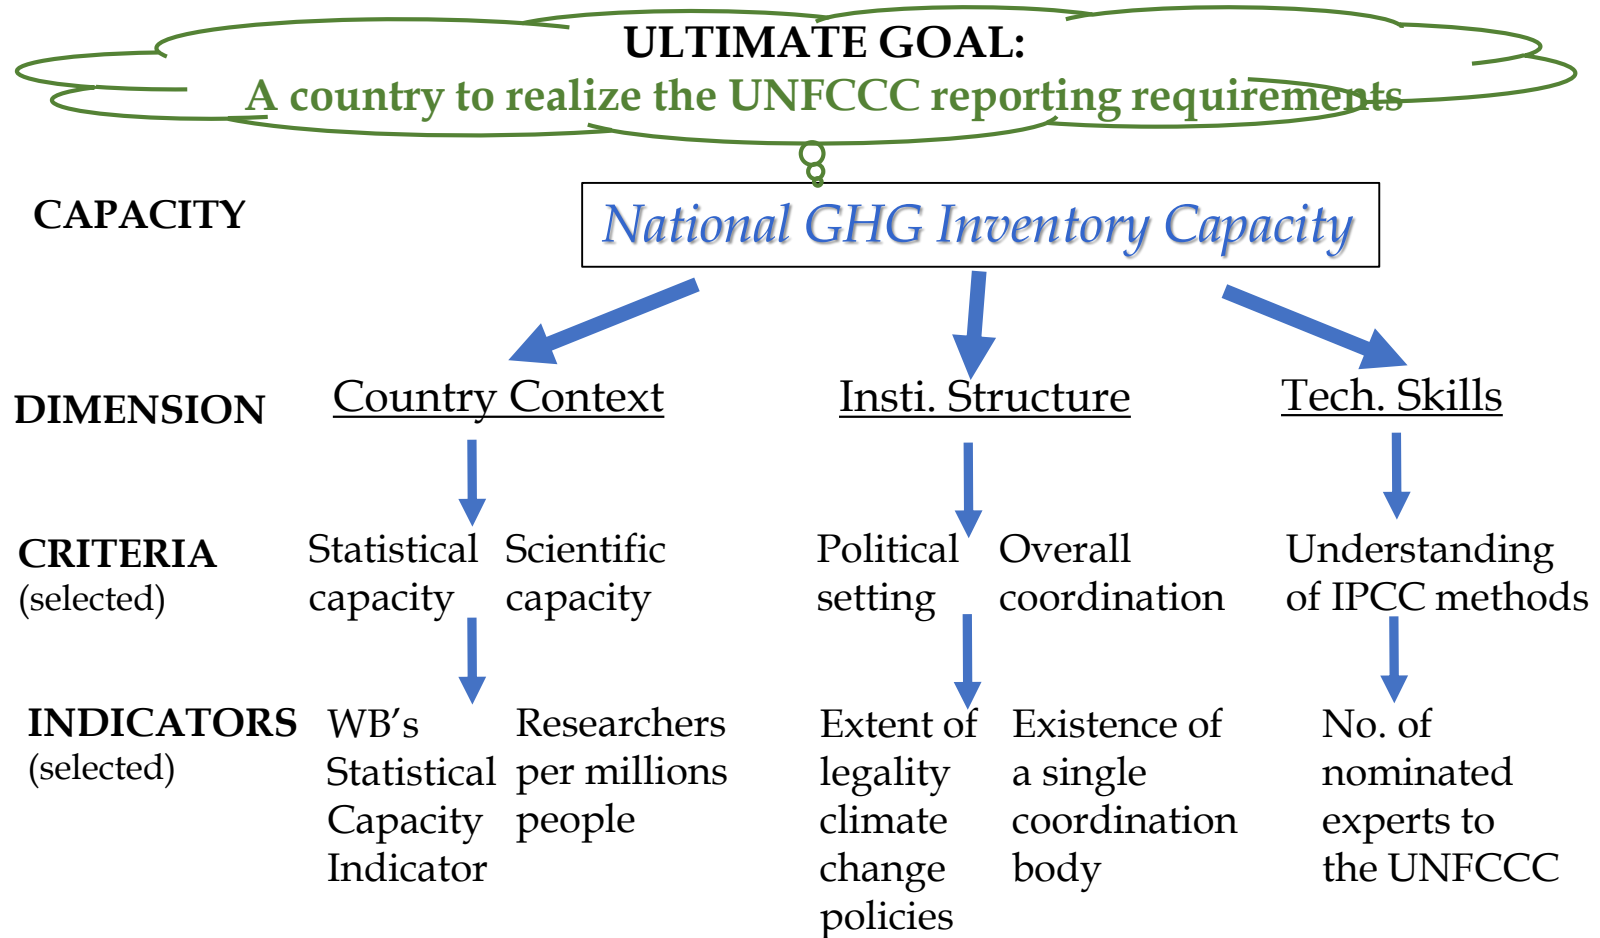 ULTIMATE GOAL:
A country to realize the UNFCCC reporting requirements
CAPACITY
National GHG Inventory Capacity
DIMENSION
Country Context
Insti. Structure
Tech. Skills
CRITERIA
(selected)
Statistical
capacity
Scientific
capacity
Political
setting
Overall
coordination
Understanding
of IPCC methods
INDICATORS
(selected)
WB’s
Statistical
Capacity
Indicator
Researchers
per millions
people
Extent of
legality
climate
change
policies
Existence of
a single
coordination
body
No. of
nominated
experts to
the UNFCCC